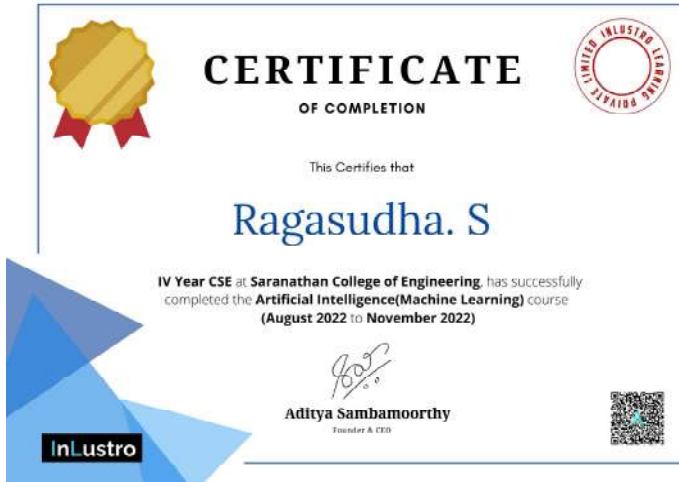 CERTIFICATE
OF COMPLETION
INLUSTRO LEARNING PRIVATE LIMITED
This Certifies that
Ragasudha. S
IV Year CSE at Saranathan College of Engineering, has successfully
completed the Artificial Intelligence(Machine Learning) course
(August 2022 to November 2022)
Aditya Sambamoorthy
Founder & CEO
InLustro